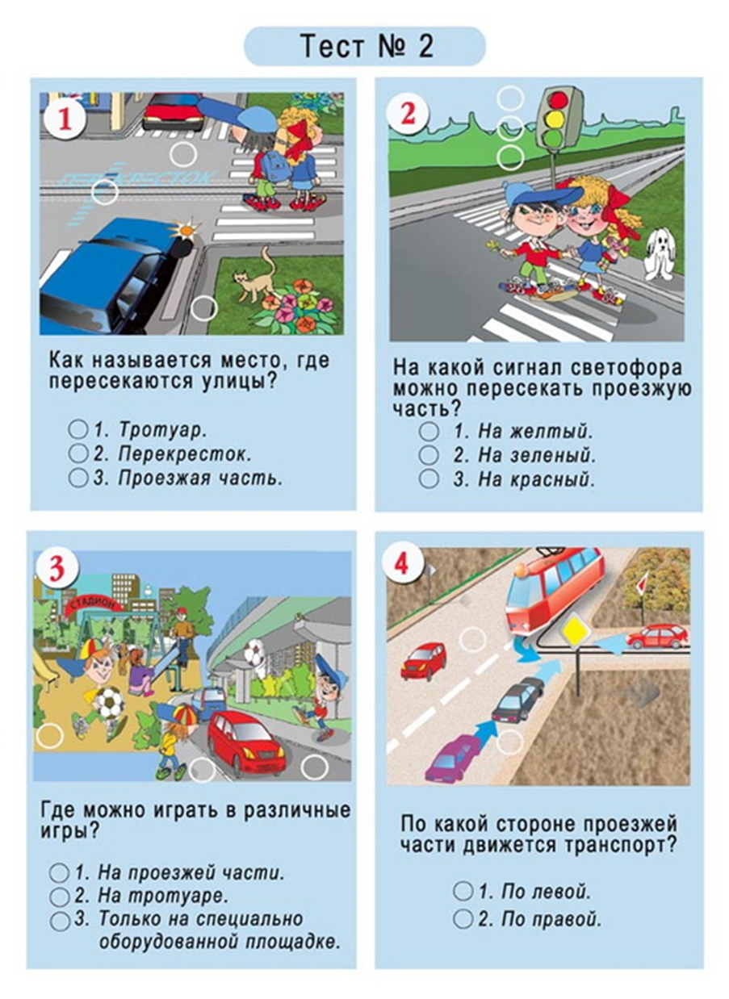 Тест № 2
1
ПЕРЕКРЕСТОК
Как называется место, где
пересекаются улицы?
1. Тротуар.
2. Перекресток.
3. Проезжая часть.
2
На какой сигнал светофора
можно пересекать проезжую
часть?
1. На желтый.
2. На зеленый.
3. На красный.
3
СТАДИОН
Где можно играть в различные
игры?
1. На проезжей части.
2. На тротуаре.
3. Только на специально
оборудованной площадке.
4
По какой стороне проезжей
части движется транспорт?
1. По левой.
2. По правой.